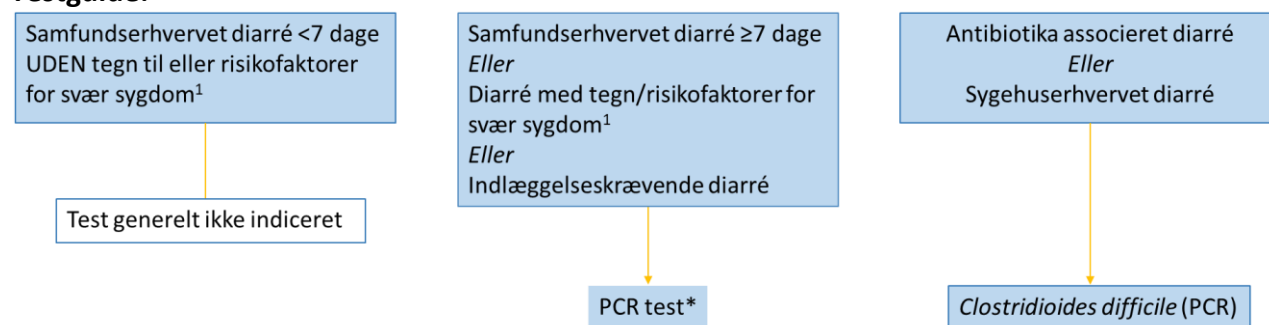 Testguide:
Samfundserhvervet diarré <7 dage
UDEN tegn til eller risikofaktorer
for svær sygdom¹
Test generelt ikke indiceret
Samfundserhvervet diarré ≥7 dage
Eller
Diarré med tegn/risikofaktorer for
svær sygdom¹
Eller
Indlæggelseskrævende diarré
PCR test*
Antibiotika associeret diarré
Eller
Sygehuserhvervet diarré
Clostridioides difficile (PCR)